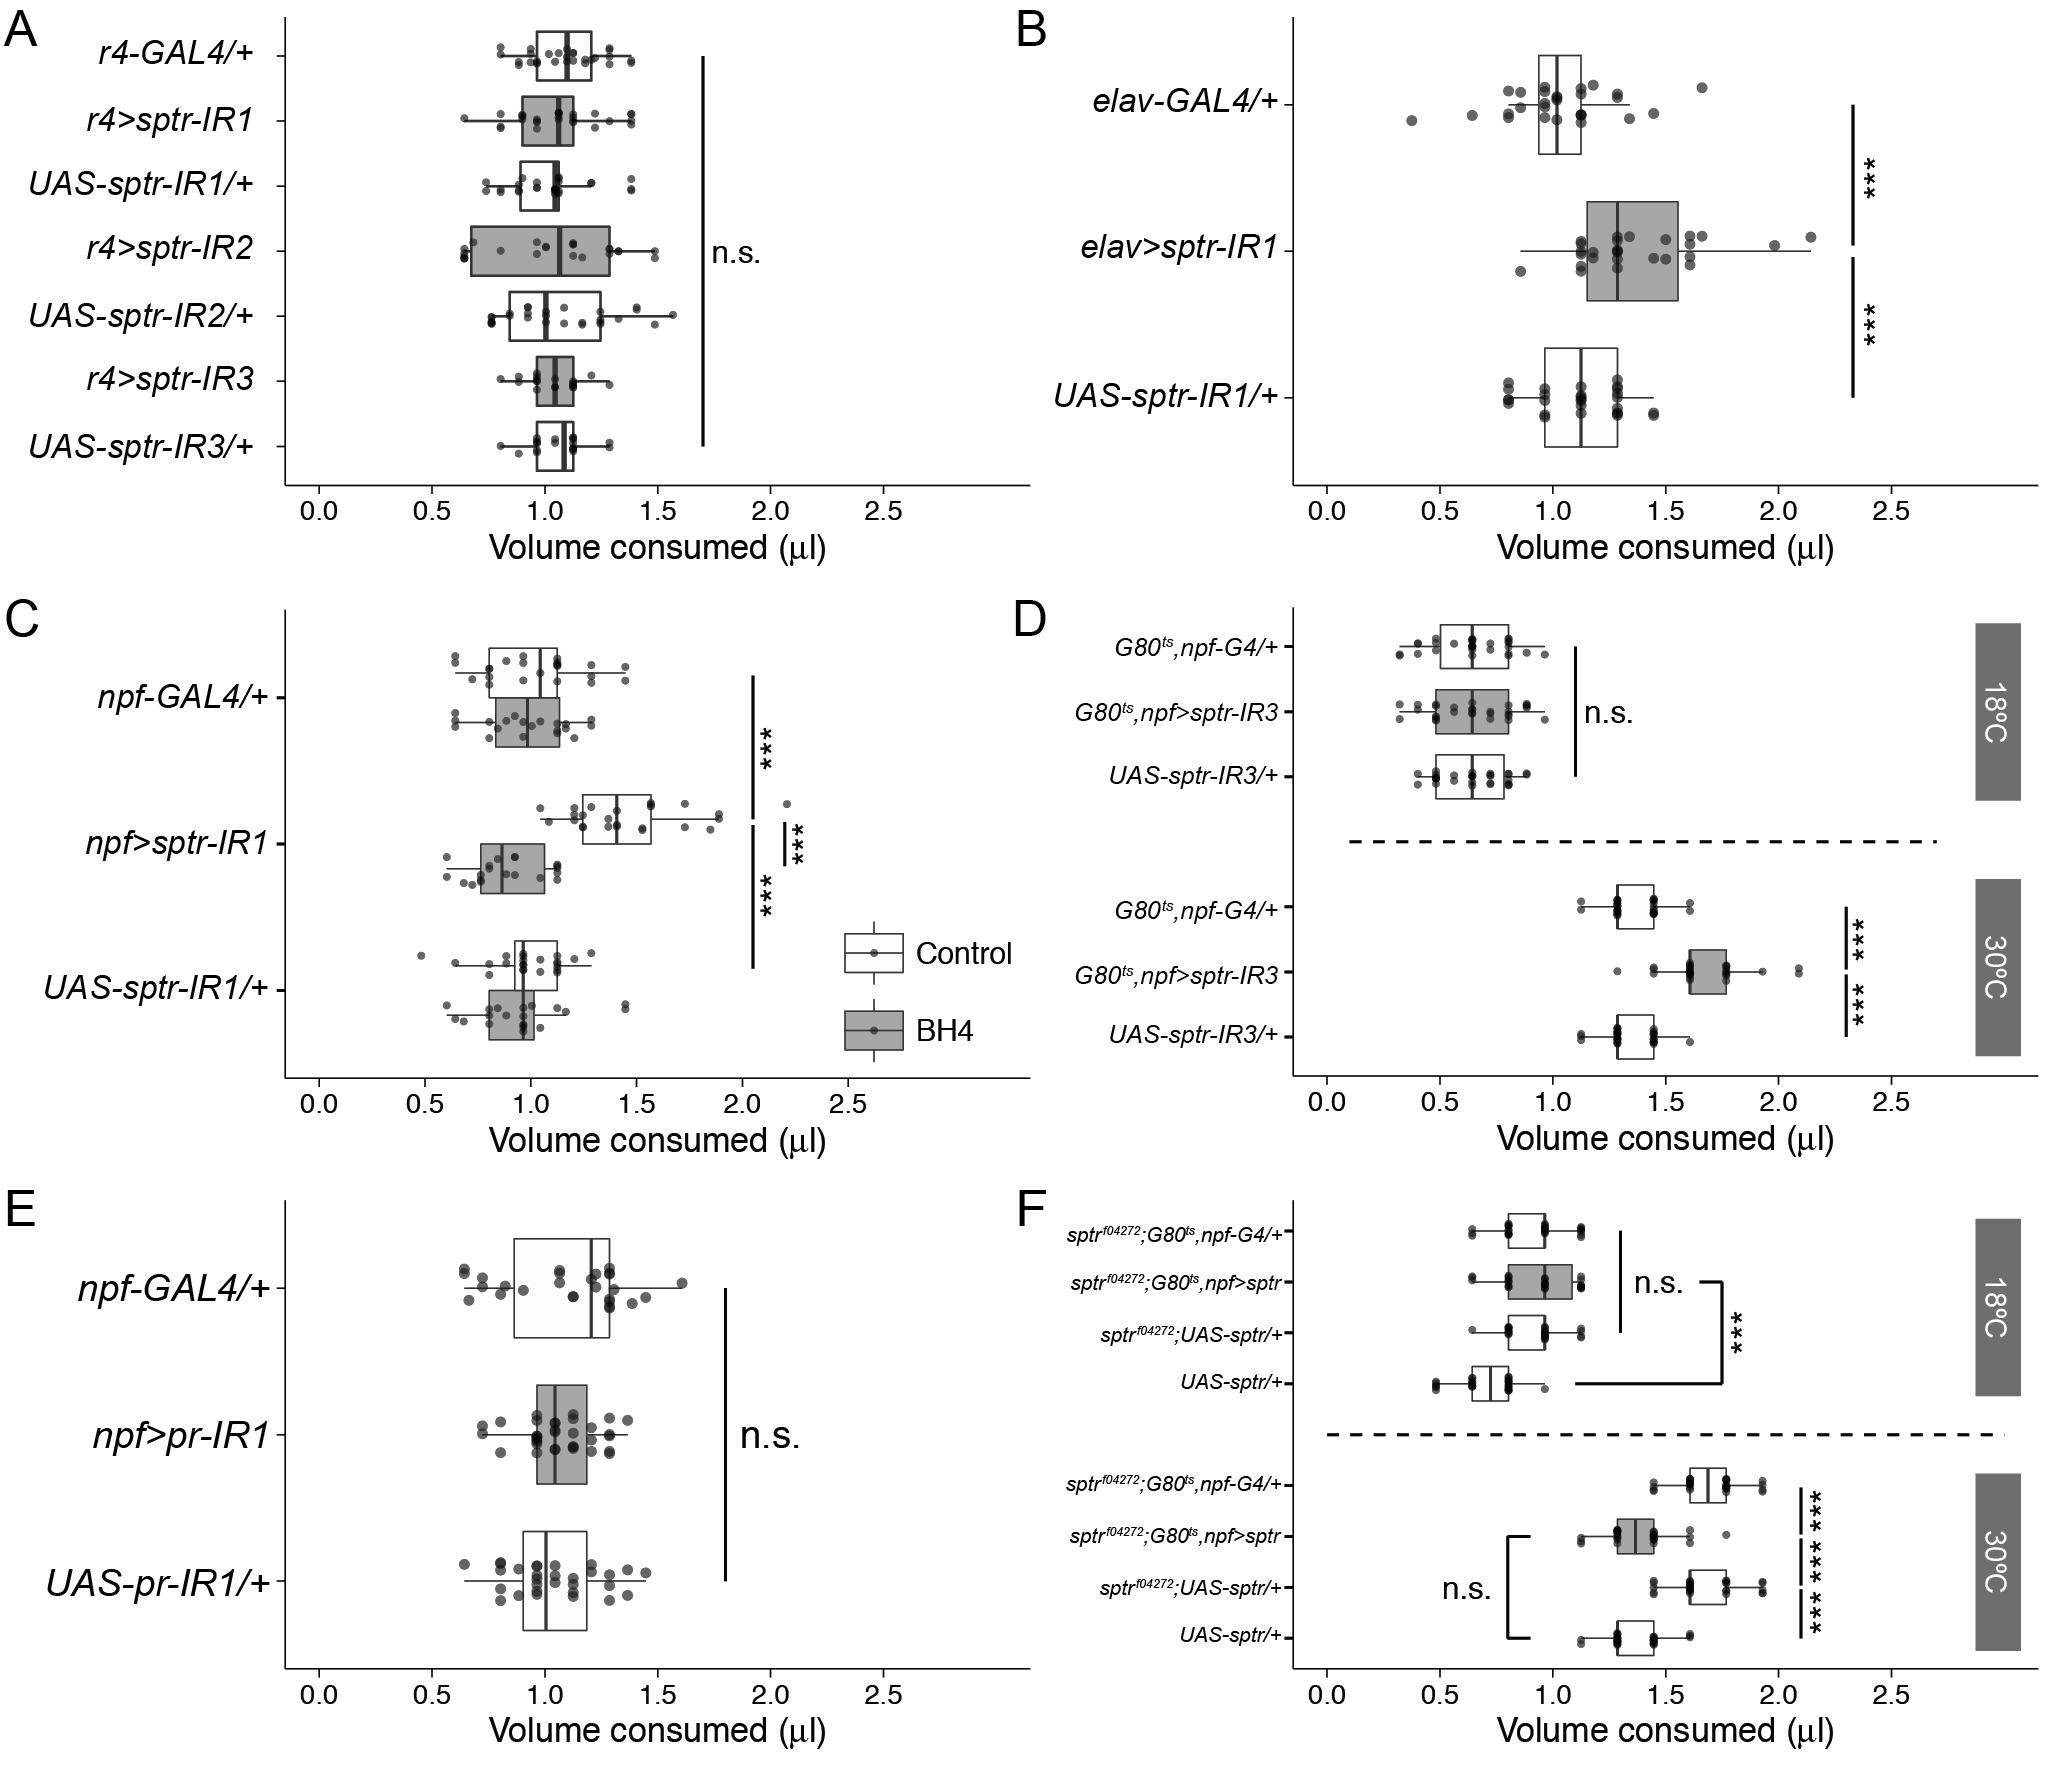 A
r4-GAL4/+
r4>sptr-IR1
UAS-sptr-IR1/+
r4>sptr-IR2
UAS-sptr-IR2/+
r4>sptr-IR3
UAS-sptr-IR3/+
n.s.
0.0 0.5 1.0 1.5 2.0 2.5
Volume consumed (µl)
B
elav-GAL4/+
elav>sptr-IR1
UAS-sptr-IR1/+
***
***
0.0 0.5 1.0 1.5 2.0 2.5
Volume consumed (µl)
C
npf-GAL4/+
npf>sptr-IR1
UAS-sptr-IR1/+
***
***
***
Control
BH4
0.0 0.5 1.0 1.5 2.0 2.5
Volume consumed (µl)
D
G80ts,npf-G4/+
G80ts,npf>sptr-IR3
UAS-sptr-IR3/+
n.s.
18ºC
G80ts,npf-G4/+
G80ts,npf>sptr-IR3
UAS-sptr-IR3/+
***
***
30ºC
0.0 0.5 1.0 1.5 2.0 2.5
Volume consumed (µl)
E
npf-GAL4/+
npf>pr-IR1
UAS-pr-IR1/+
n.s.
0.0 0.5 1.0 1.5 2.0 2.5
Volume consumed (µl)
F
sptrf04272;G80ts,npf-G4/+
sptrf04272;G80ts,npf>sptr
sptrf04272;UAS-sptr/+
UAS-sptr/+
n.s.
***
18ºC
sptrf04272;G80ts,npf-G4/+
sptrf04272;G80ts,npf>sptr
sptrf04272;UAS-sptr/+
UAS-sptr/+
n.s.
***
***
***
30ºC
0.0 0.5 1.0 1.5 2.0 2.5
Volume consumed (µl)